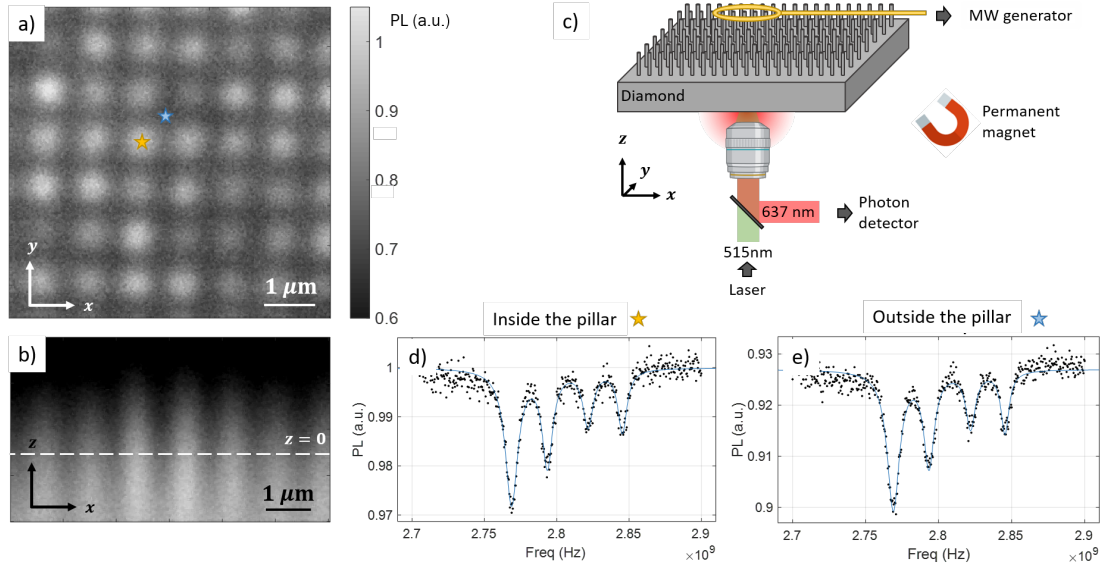 a)
PL (a.u.)
1
0.9
0.8
0.7
0.6
y
x
1 μm
b)
z = 0
z
x
1 μm
c)
MW generator
Diamond
Permanent
magnet
z
y
x
637 nm
Photon
detector
515nm
Laser
Inside the pillar
d)
PL (a.u.)
1
0.99
0.98
0.97
2.7
2.75
2.8
2.85
2.9
Freq (Hz)
×10⁹
Outside the pillar
e)
PL (a.u.)
0.93
0.92
0.91
0.9
2.7
2.75
2.8
2.85
2.9
Freq (Hz)
×10⁹